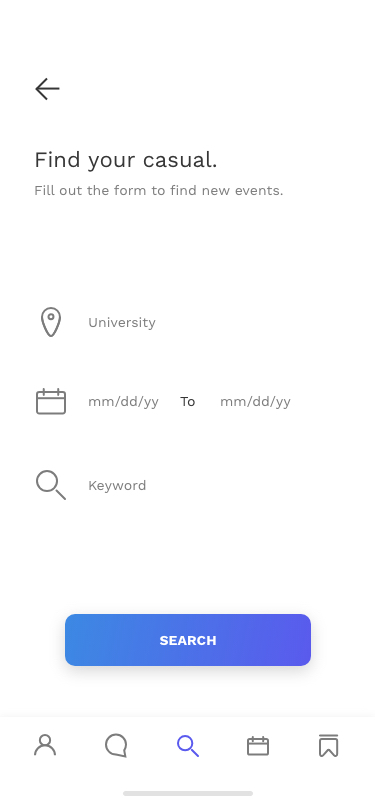 Find your casual.
Fill out the form to find new events.
University
mm/dd/yy To mm/dd/yy
Keyword
SEARCH